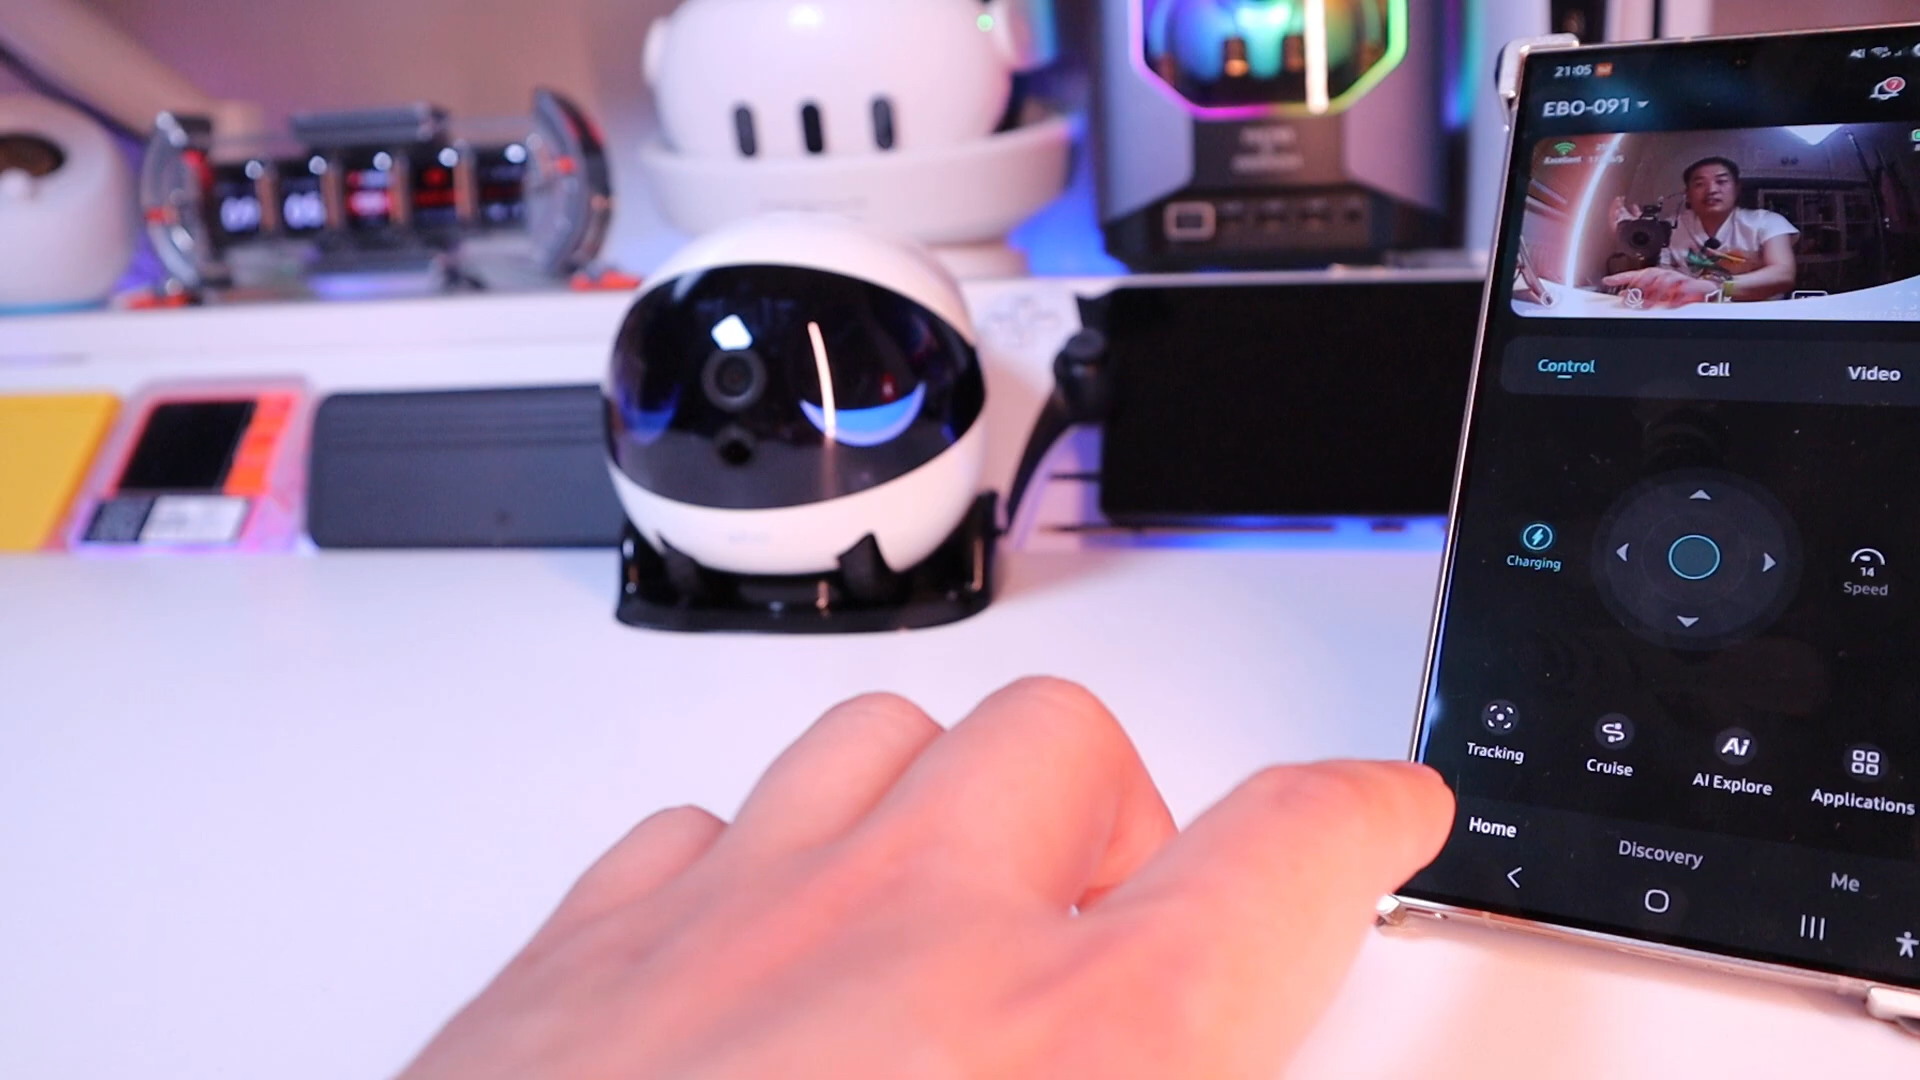 21:05
EBO-091
Excellent
Control
Call
Video
Charging
14
Speed
Tracking
Cruise
Ai
AI Explore
Applications
Home
Discovery
Me